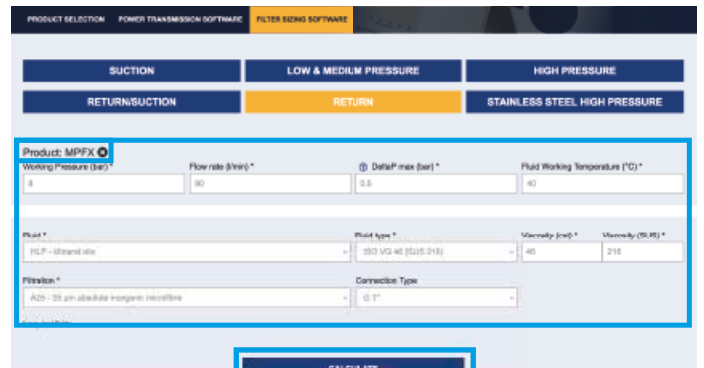 PRODUCT SELECTION POWER TRANSMISSION SOFTWARE FILTER SIZING SOFTWARE
SUCTION LOW & MEDIUM PRESSURE HIGH PRESSURE
RETURN/SUCTION RETURN STAINLESS STEEL HIGH PRESSURE
Product: MPFX
Working Pressure (bar) * Flow rate (l/min) * DeltaP max (bar) * Fluid Working Temperature (°C) *
8 90 0.5 40
Fluid * Fluid type * Viscosity (cst) * Viscosity (SUS) *
HLP - Mineral oils ISO VG 46 (SUS 216) 46 216
Filtration * Connection Type
A25 - 25 µm absolute inorganic microfibre G 1"
CALCULATE